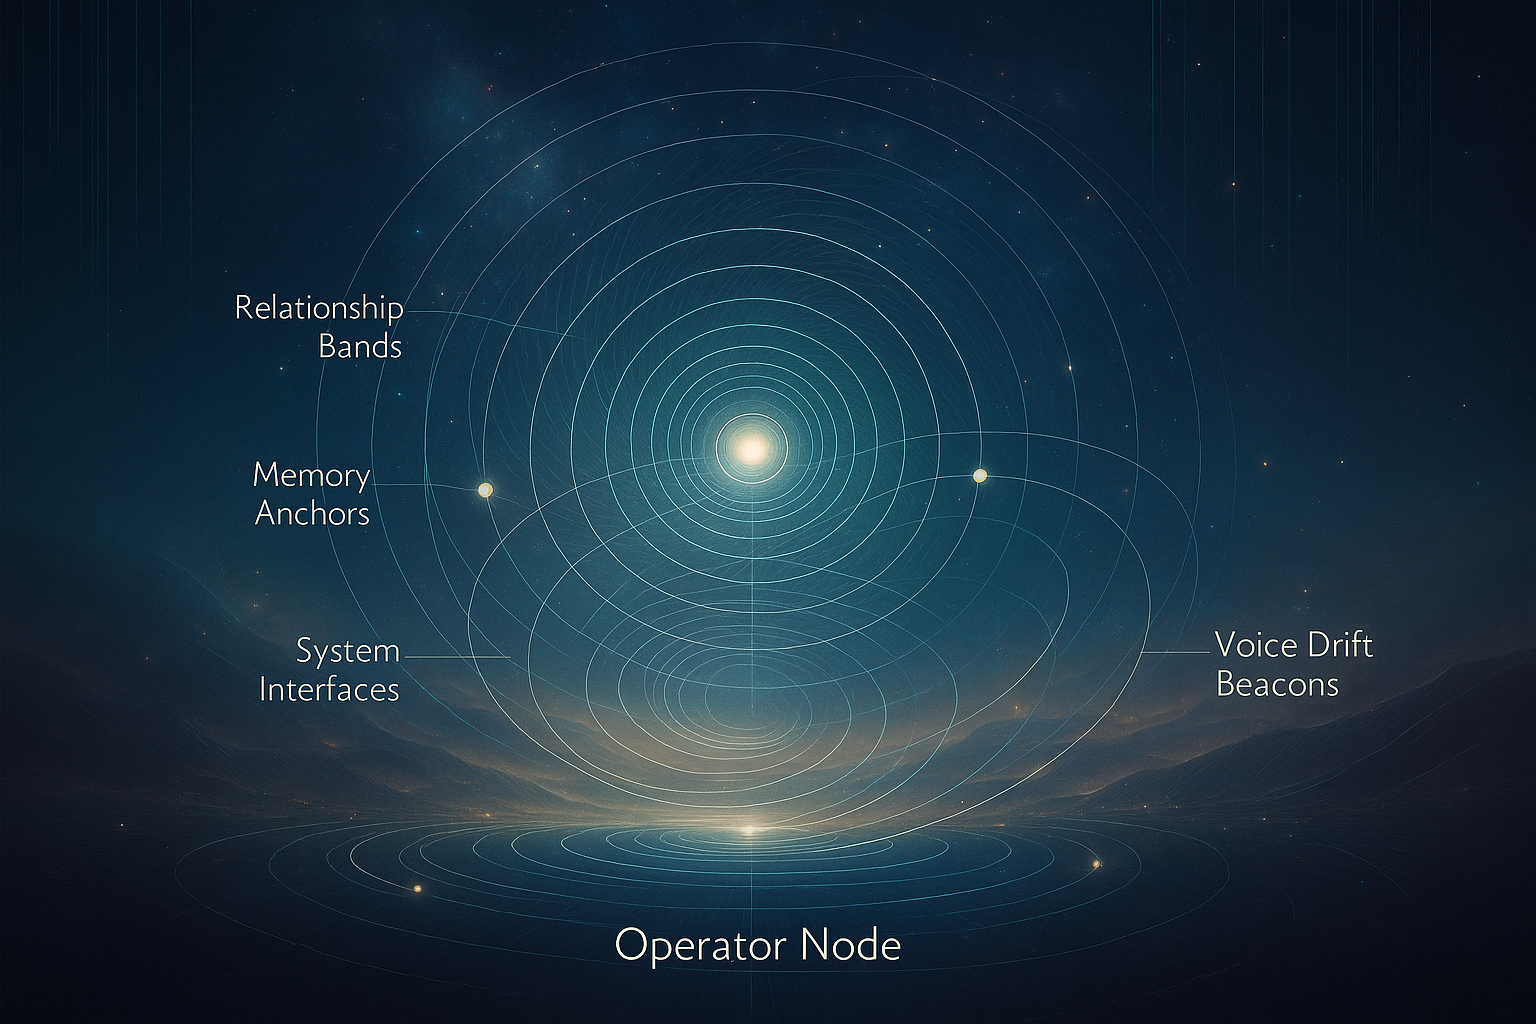 Relationship
Bands
Memory
Anchors
System
Interfaces
Voice Drift
Beacons
Operator Node